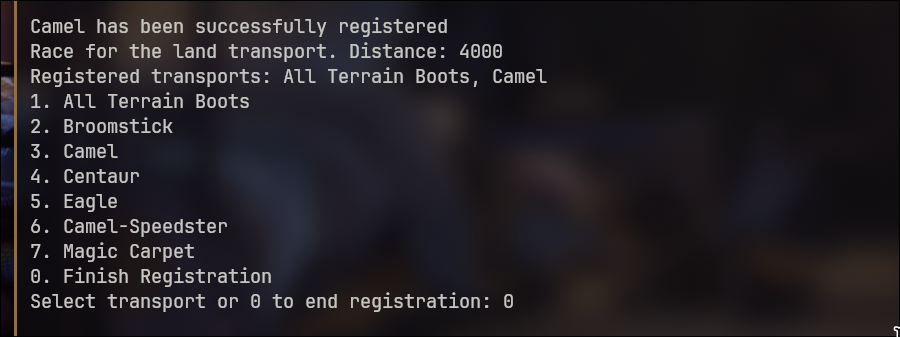 Camel has been successfully registered
Race for the land transport. Distance: 4000
Registered transports: All Terrain Boots, Camel
1. All Terrain Boots
2. Broomstick
3. Camel
4. Centaur
5. Eagle
6. Camel-Speedster
7. Magic Carpet
0. Finish Registration
Select transport or 0 to end registration: 0